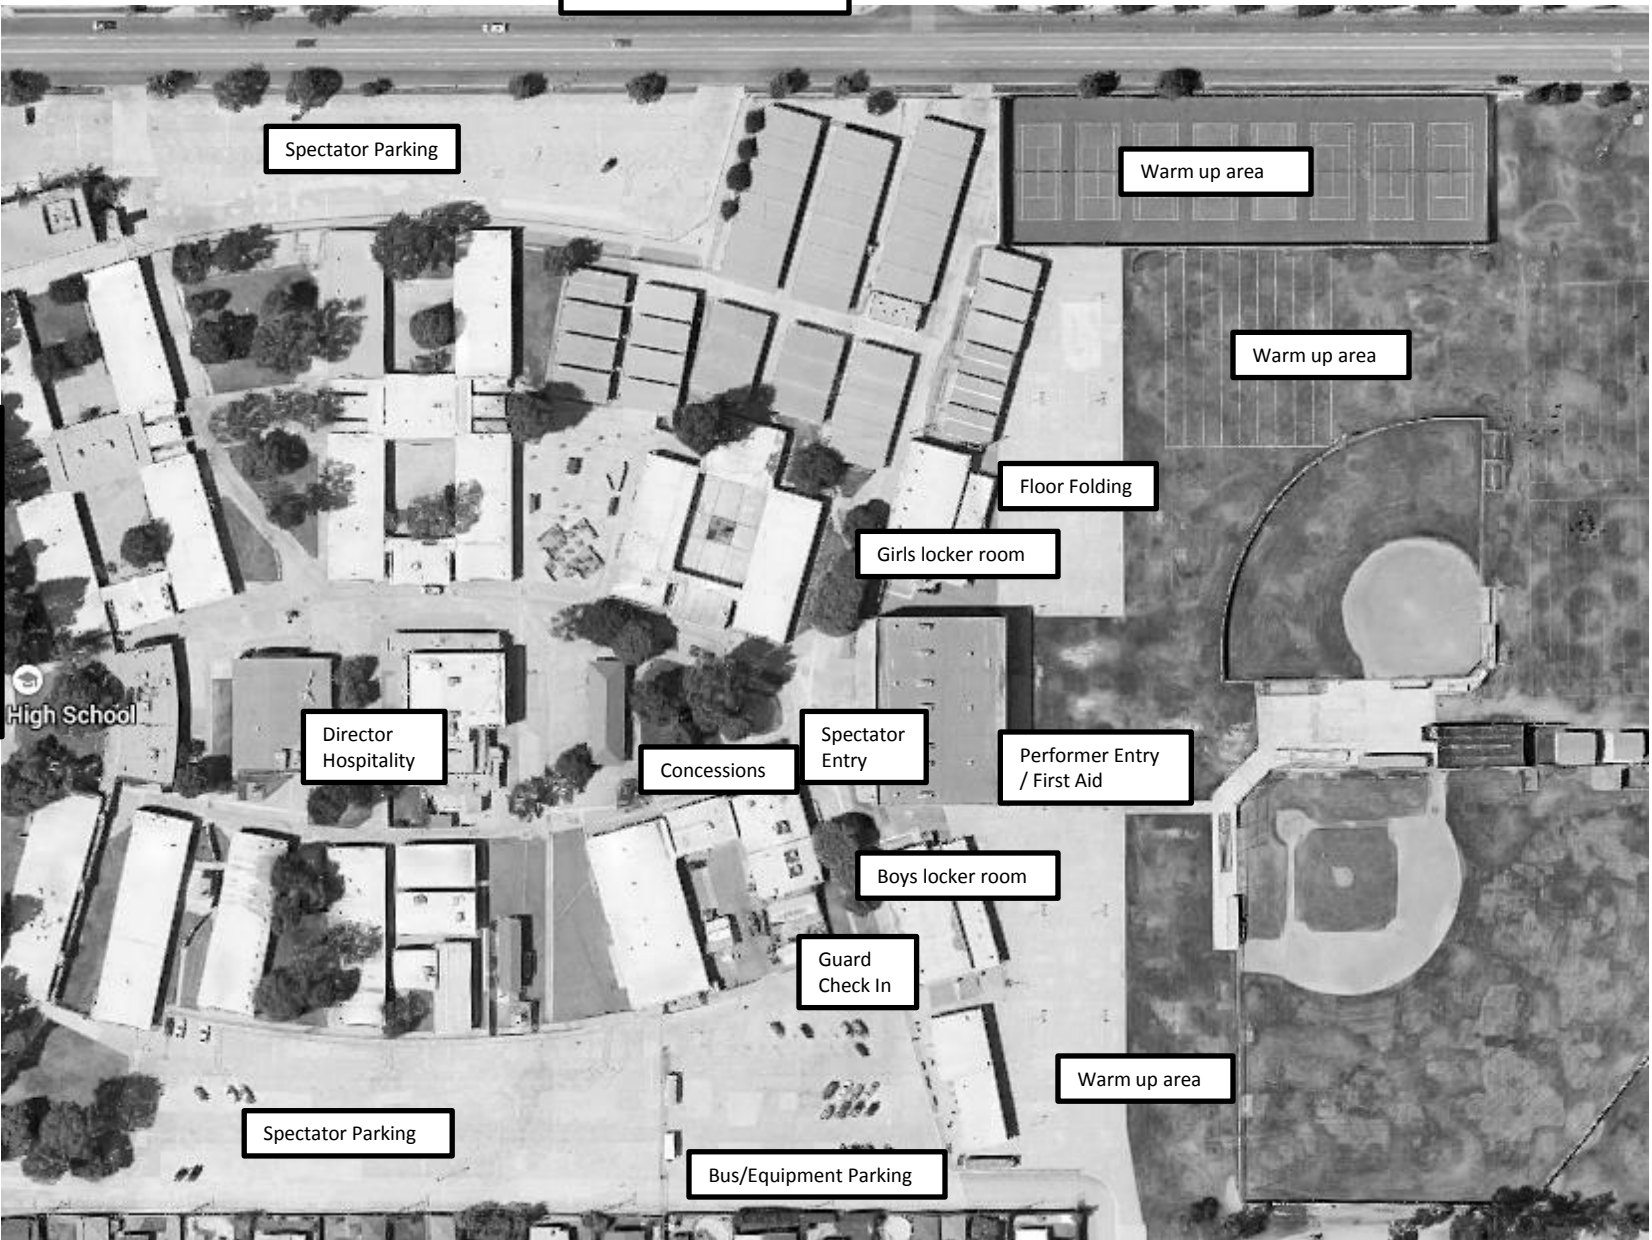 Spectator Parking
Warm up area
Warm up area
Floor Folding
Girls locker room
High School
Director
Hospitality
Spectator
Entry
Concessions
Performer Entry
/ First Aid
Boys locker room
Guard
Check In
Warm up area
Spectator Parking
Bus/Equipment Parking